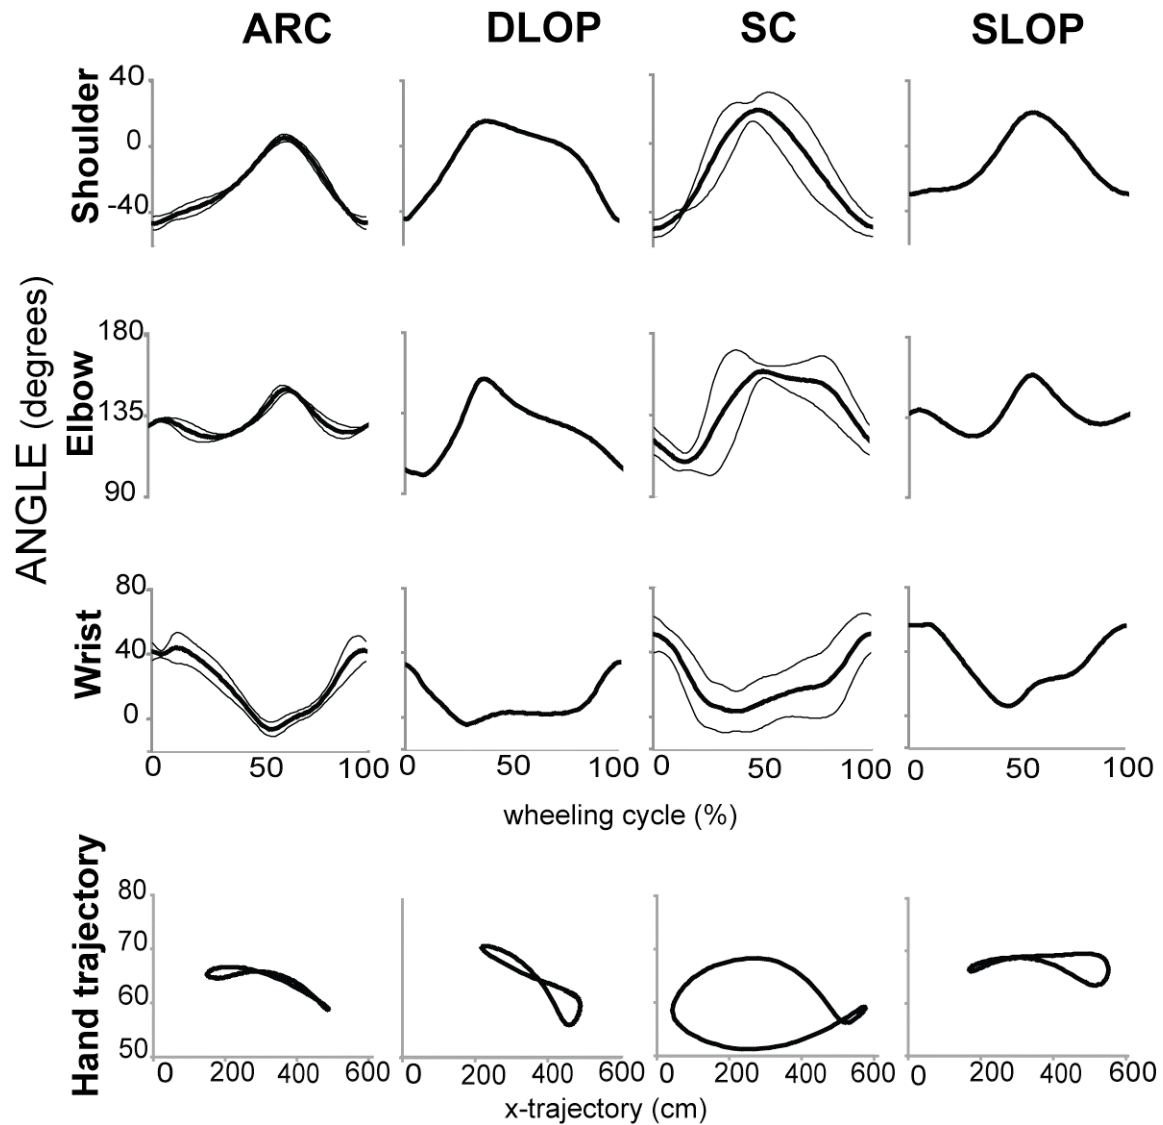 ARC DLOP SC SLOP
ANGLE (degrees)
Shoulder
40
0
-40
Elbow
180
135
90
Wrist
80
40
0
0 50 100 0 50 100 0 50 100 0 50 100
wheeling cycle (%)
Hand trajectory
80
70
60
50
0 200 400 600 0 200 400 600 0 200 400 600 0 200 400 600
x-trajectory (cm)